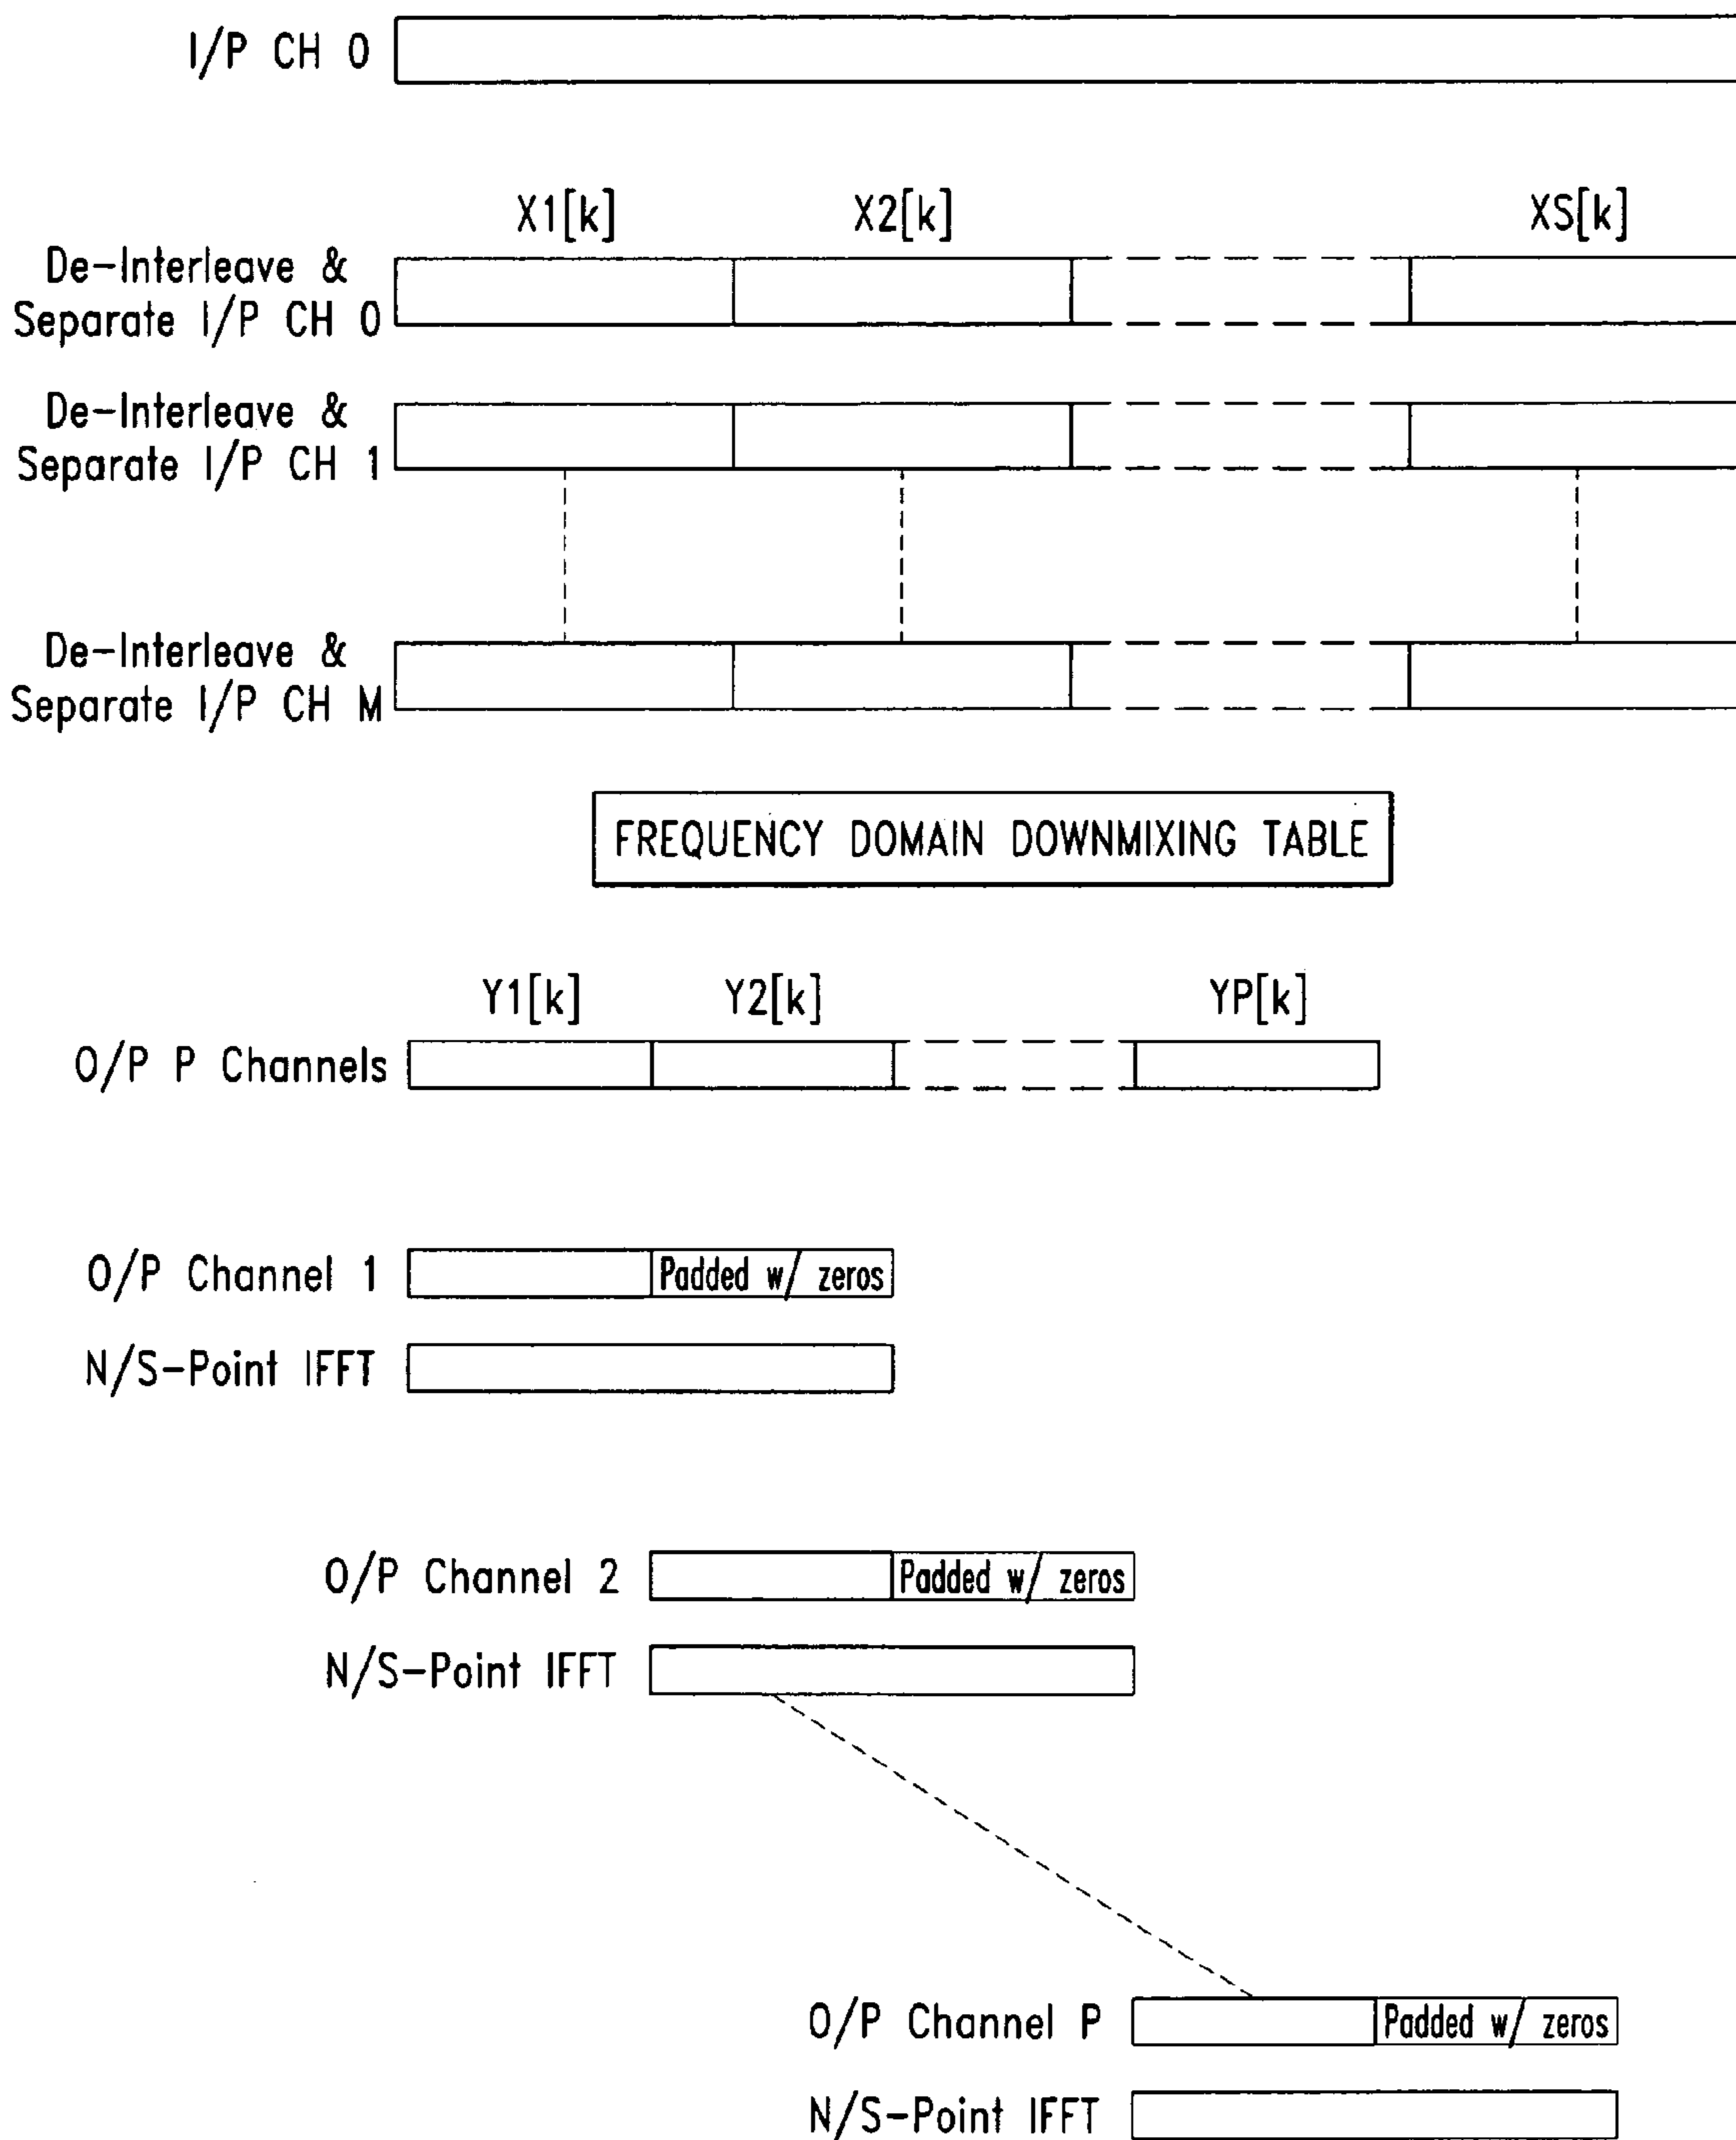 I/P CH 0
X1[k] X2[k] XS[k]
De-Interleave &
Separate I/P CH 0
De-Interleave &
Separate I/P CH 1
De-Interleave &
Separate I/P CH M
FREQUENCY DOMAIN DOWNMIXING TABLE
Y1[k] Y2[k] YP[k]
O/P P Channels
O/P Channel 1 Padded w/ zeros
N/S-Point IFFT
O/P Channel 2 Padded w/ zeros
N/S-Point IFFT
O/P Channel P Padded w/ zeros
N/S-Point IFFT